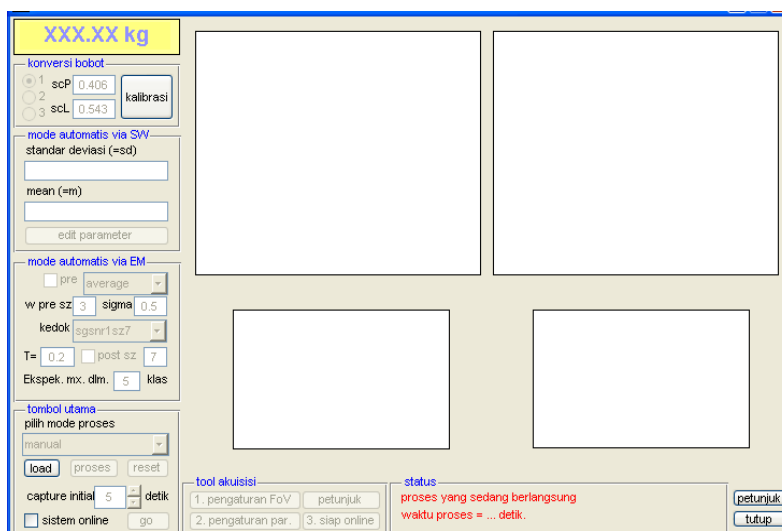 XXX.XX kg
konversi bobot
1 scP 0.406
2
3 scL 0.543
kalibrasi
mode automatis via SW
standar deviasi (=sd)
mean (=m)
edit parameter
mode automatis via EM
pre average
w pre sz 3 sigma 0.5
kedok sgsnr1sz7
T= 0.2 post sz 7
Ekspek. mx. dlm. 5 klas
tombol utama
pilih mode proses
manual
load proses reset
capture initial 5 detik
sistem online go
tool akuisisi
1. pengaturan FoV petunjuk
2. pengaturan par. 3. siap online
status
proses yang sedang berlangsung
waktu proses = ... detik.
petunjuk
tutup